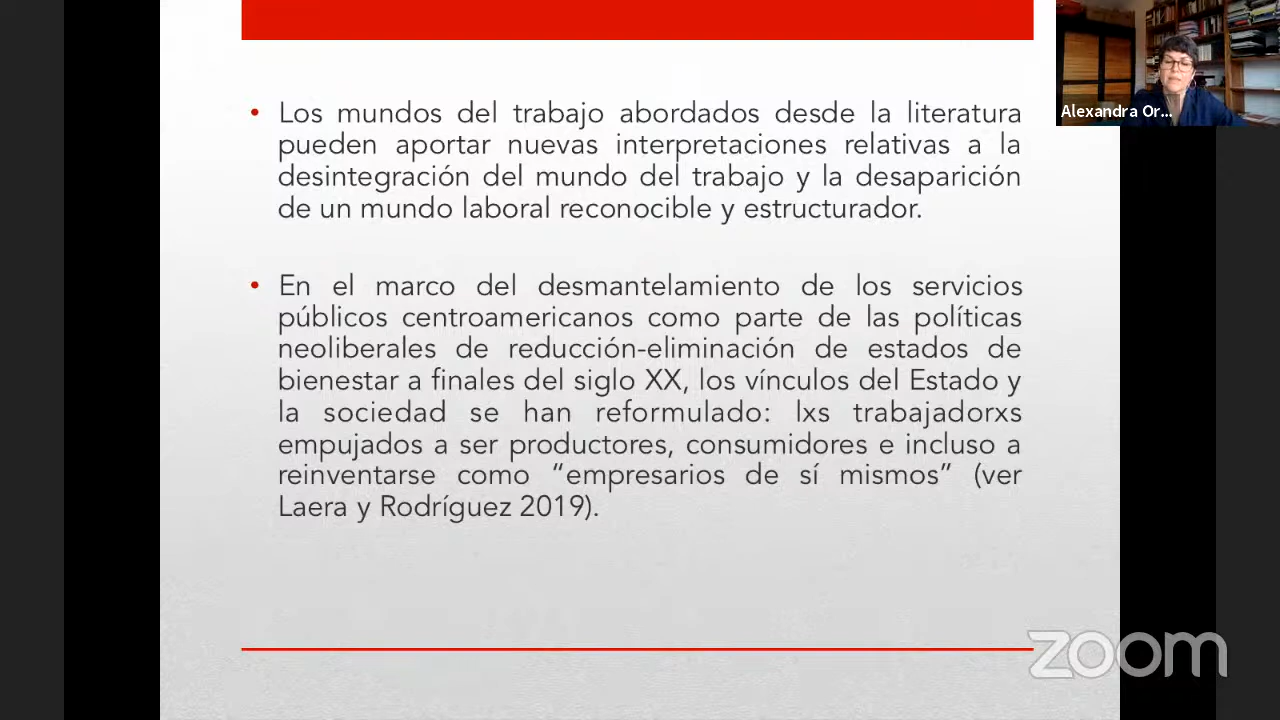 • Los mundos del trabajo abordados desde la literatura
pueden aportar nuevas interpretaciones relativas a la
desintegración del mundo del trabajo y la desaparición
de un mundo laboral reconocible y estructurador.
• En el marco del desmantelamiento de los servicios
públicos centroamericanos como parte de las políticas
neoliberales de reducción-eliminación de estados de
bienestar a finales del siglo XX, los vínculos del Estado y
la sociedad se han reformulado: lxs trabajadorxs
empujados a ser productores, consumidores e incluso a
reinventarse como “empresarios de sí mismos” (ver
Laera y Rodríguez 2019).
Alexandra Or...
zoom